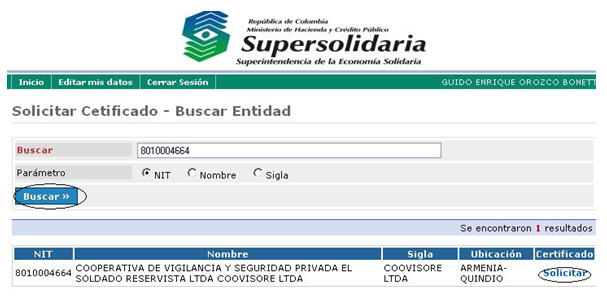 República de Colombia
Ministerio de Hacienda y Crédito Público
Supersolidaria
Superintendencia de la Economía Solidaria
Inicio Editar mis datos Cerrar Sesión GUIDO ENRIQUE OROZCO BONETT
Solicitar Cetificado - Buscar Entidad
Buscar 8010004664
Parámetro NIT Nombre Sigla
Buscar »
Se encontraron 1 resultados
NIT Nombre Sigla Ubicación Certificado
8010004664 COOPERATIVA DE VIGILANCIA Y SEGURIDAD PRIVADA EL COOVISORE ARMENIA- Solicitar
SOLDADO RESERVISTA LTDA COOVISORE LTDA LTDA QUINDIO